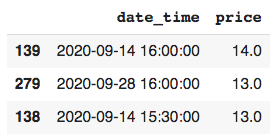 date_time price
139 2020-09-14 16:00:00 14.0
279 2020-09-28 16:00:00 13.0
138 2020-09-14 15:30:00 13.0